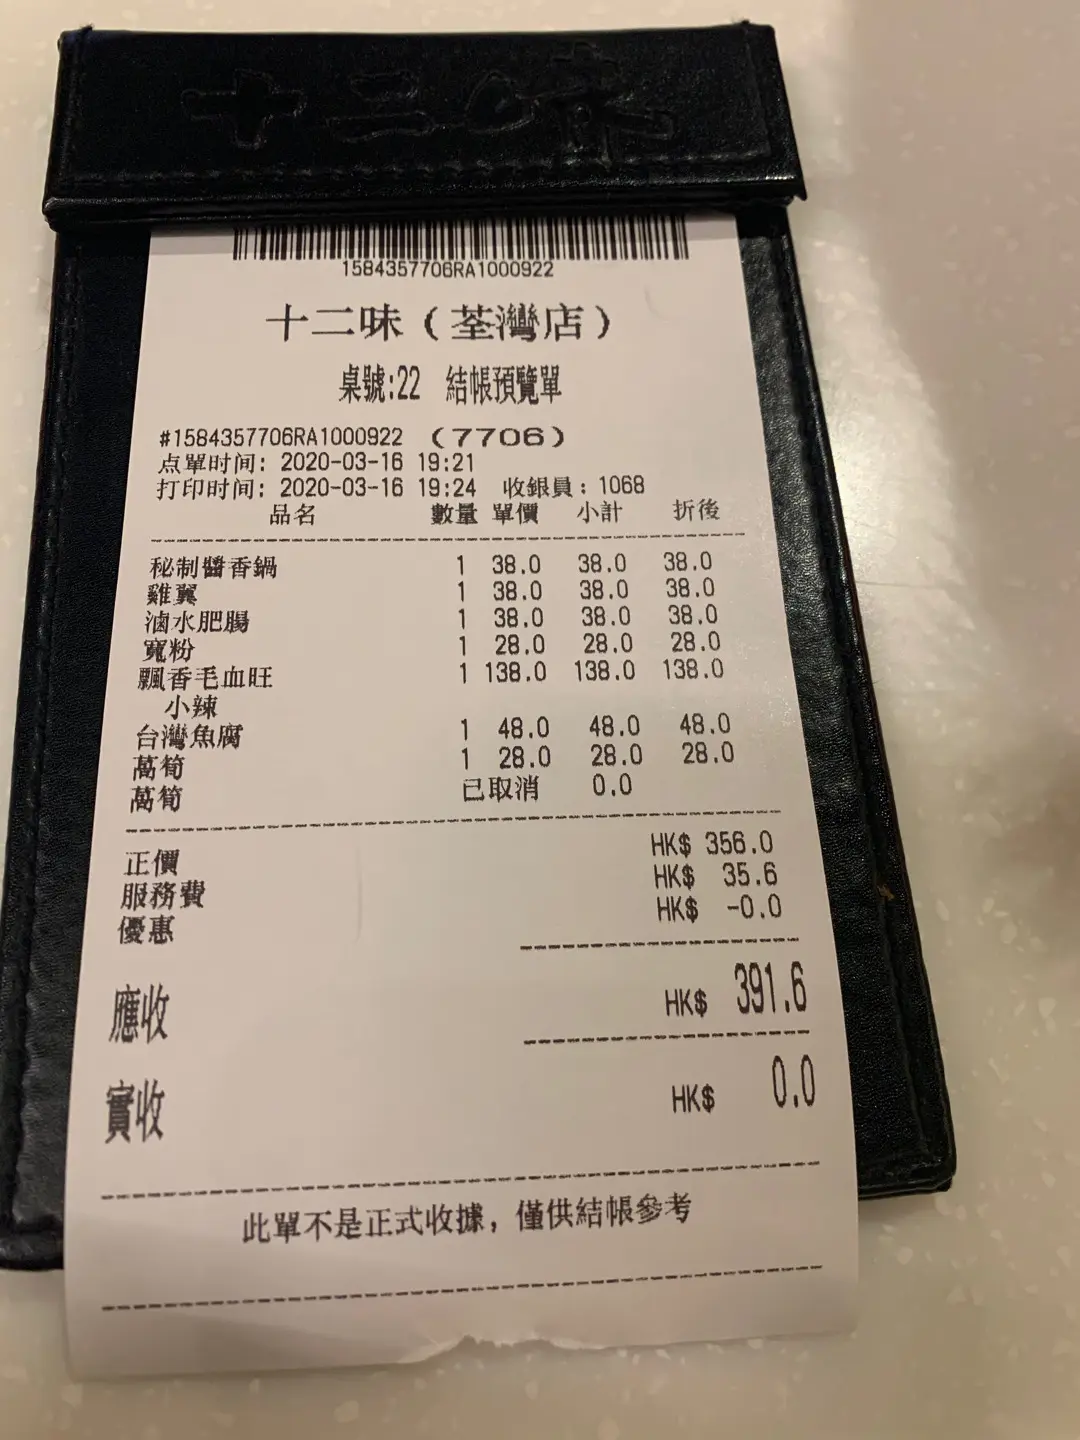 十二味
1584357706RA1000922
十二味（荃灣店）
桌號:22 結帳預覽單
#1584357706RA1000922 （7706）
点單时间: 2020-03-16 19:21
打印时间: 2020-03-16 19:24 收銀員：1068
品名 數量 單價 小計 折後
秘制醬香鍋 1 38.0 38.0 38.0
雞翼 1 38.0 38.0 38.0
滷水肥腸 1 38.0 38.0 38.0
寬粉 1 28.0 28.0 28.0
飄香毛血旺 1 138.0 138.0 138.0
小辣
台灣魚腐 1 48.0 48.0 48.0
萵筍 1 28.0 28.0 28.0
萵筍 已取消 0.0
正價 HK$ 356.0
服務費 HK$ 35.6
優惠 HK$ -0.0
應收 HK$ 391.6
實收 HK$ 0.0
此單不是正式收據，僅供結帳參考